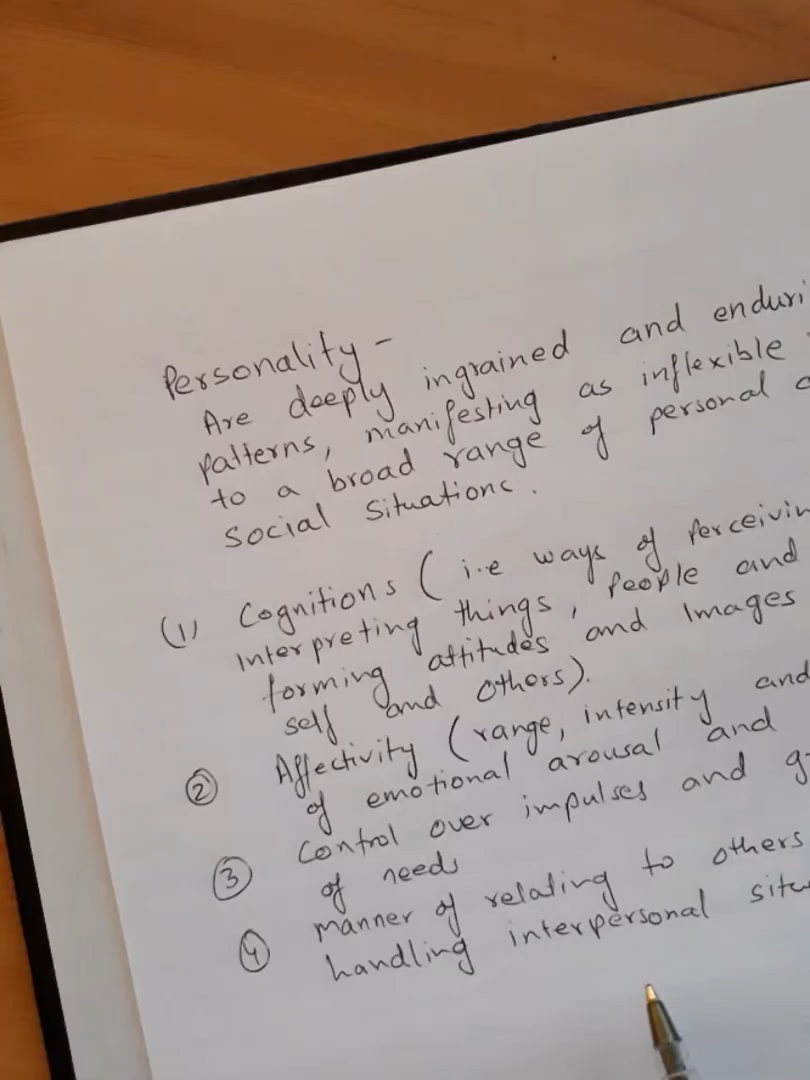 Personality -
Are deeply ingrained and enduri
patterns, manifesting as inflexible
to a broad range of personal a
Social Situations.
(1) Cognitions (i.e ways of Perceivin
Interpreting things, People and
forming attitudes and Images
self and others).
② Affectivity (range, intensity and
of emotional arousal and
③ Control over impulses and g
of needs
④ manner of relating to others
handling interpersonal situ